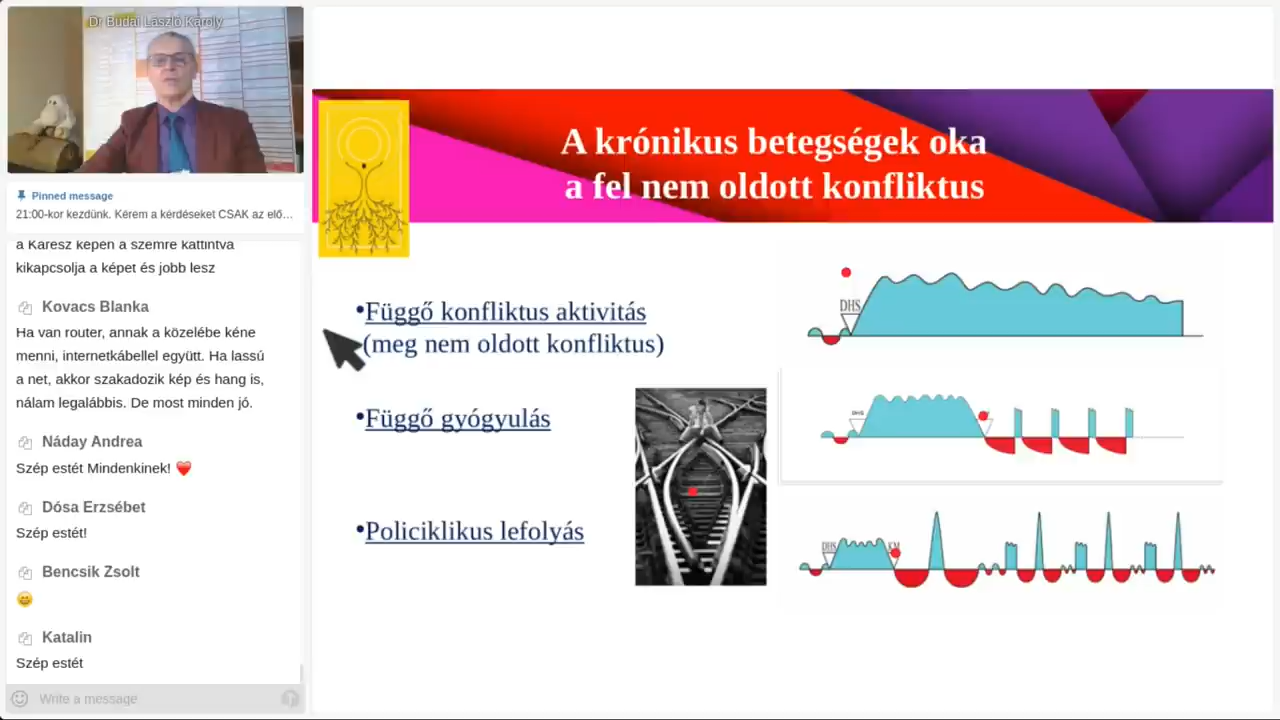 Dr Budai László Károly
Pinned message
21:00-kor kezdünk. Kérem a kérdéseket CSAK az elő…
a Karesz képen a szemre kattintva
kikapcsolja a képet és jobb lesz
Kovacs Blanka
Ha van router, annak a közelébe kéne
menni, internetkábellel együtt. Ha lassú
a net, akkor szakadozik kép és hang is,
nálam legalábbis. De most minden jó.
Náday Andrea
Szép estét Mindenkinek! ❤️
Dósa Erzsébet
Szép estét!
Bencsik Zsolt
😄
Katalin
Szép estét
Write a message
A krónikus betegségek oka
a fel nem oldott konfliktus
•Függő konfliktus aktivitás
(meg nem oldott konfliktus)
•Függő gyógyulás
•Policiklikus lefolyás
DHS
DHS
DHS
KM